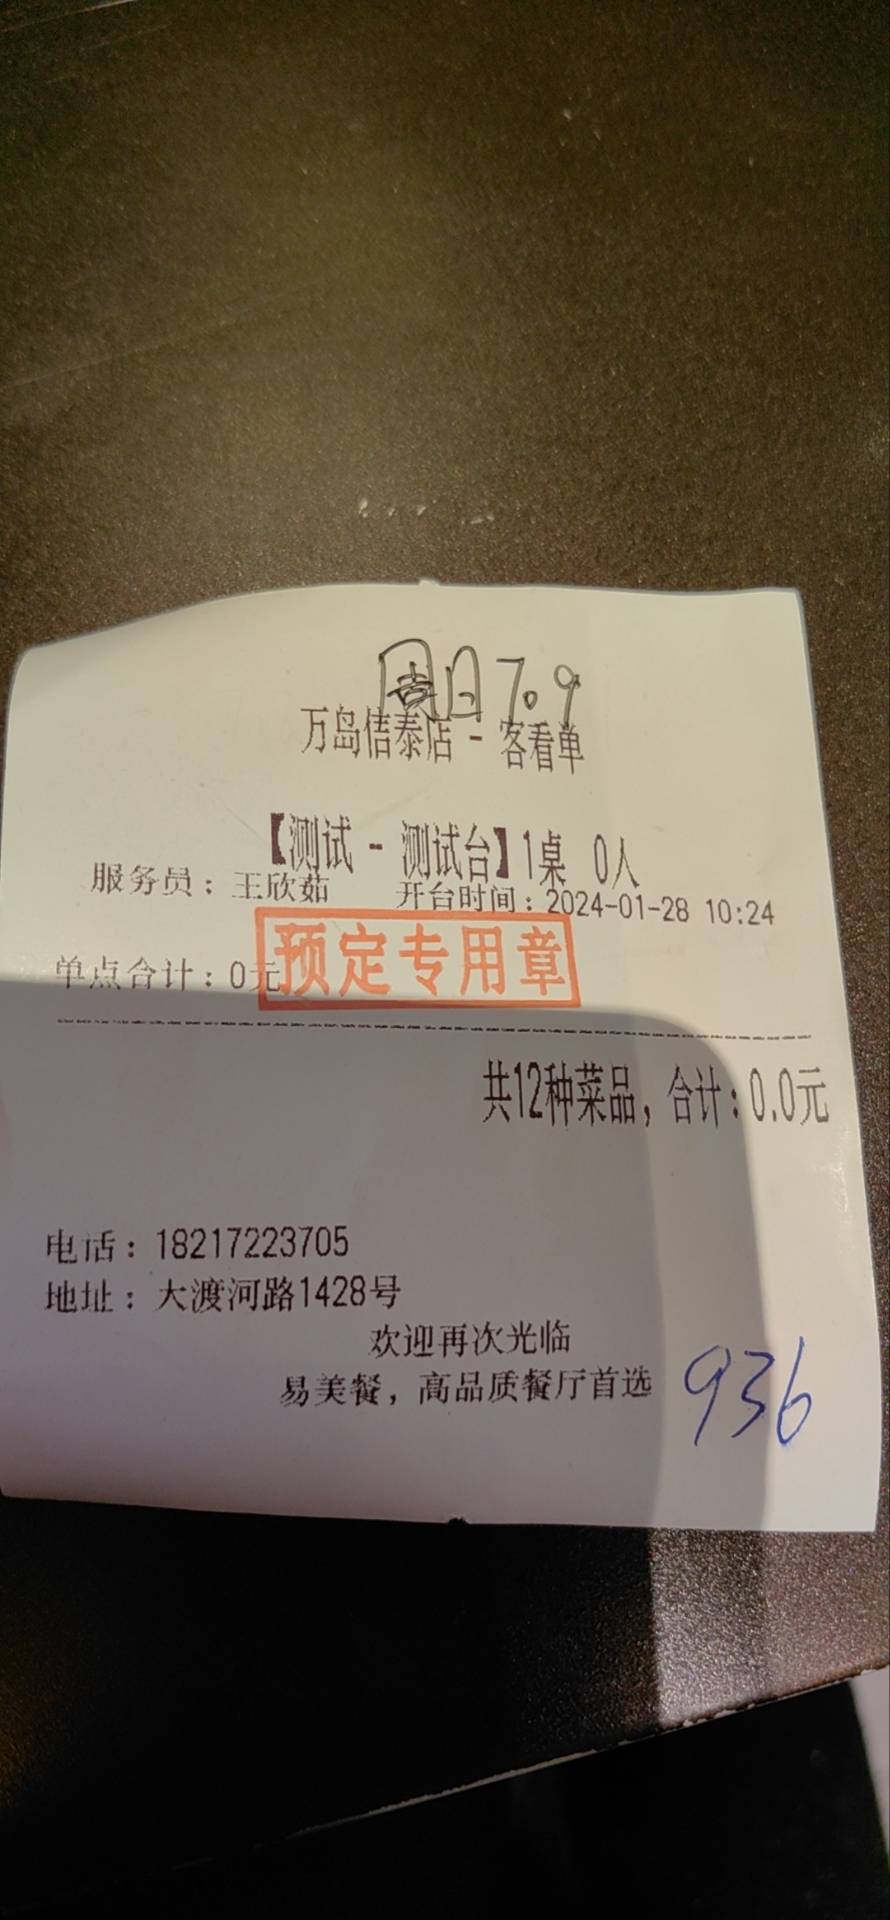 周日 7.9
万岛佶泰店 - 客看单
【测试 - 测试台】1桌 0人
服务员：王欣茹 开台时间：2024-01-28 10:24
预定专用章
单点合计：0元
共12种菜品，合计：0.0元
电话：18217223705
地址：大渡河路1428号
欢迎再次光临
易美餐，高品质餐厅首选
936